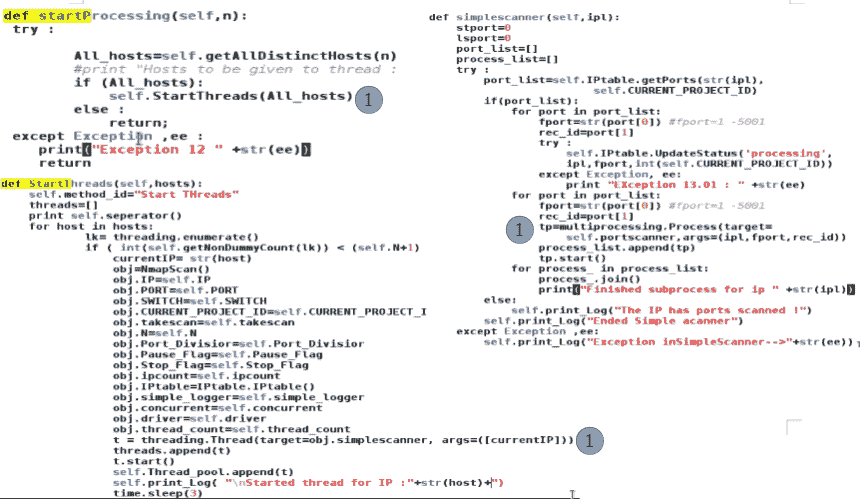 def startProcessing(self,n):
try :
All_hosts=self.getAllDistinctHosts(n)
#print "Hosts to be given to thread :
if (All_hosts):
self.StartThreads(All_hosts)
1
else :
return;
except Exception ,ee :
print("Exception 12 " +str(ee))
return
def StartThreads(self,hosts):
self.method_id="Start THreads"
threads=[]
print self.seperator()
for host in hosts:
lk= threading.enumerate()
if ( int(self.getNonDummyCount(lk)) < (self.N+1)
currentIP= str(host)
obj=NmapScan()
obj.IP=self.IP
obj.PORT=self.PORT
obj.SWITCH=self.SWITCH
obj.CURRENT_PROJECT_ID=self.CURRENT_PROJECT_I
obj.takescan=self.takescan
obj.N=self.N
obj.Port_Divisior=self.Port_Divisior
obj.Pause_Flag=self.Pause_Flag
obj.Stop_Flag=self.Stop_Flag
obj.ipcount=self.ipcount
obj.IPtable=IPtable.IPtable()
obj.simple_logger=self.simple_logger
obj.concurrent=self.concurrent
obj.driver=self.driver
obj.thread_count=self.thread_count
t = threading.Thread(target=obj.simplescanner, args=([currentIP]))
1
threads.append(t)
t.start()
self.Thread_pool.append(t)
self.print_Log( "\nStarted thread for IP :"+str(host)+")
time.sleep(3)
def simplescanner(self,ipl):
stport=0
lsport=0
port_list=[]
process_list=[]
try :
port_list=self.IPtable.getPorts(str(ipl),
self.CURRENT_PROJECT_ID)
if(port_list):
for port in port_list:
fport=str(port[0]) #fport=1 -5001
rec_id=port[1]
try :
self.IPtable.UpdateStatus('processing',
ipl,fport,int(self.CURRENT_PROJECT_ID))
except Exception, ee:
print "EXception 13.01 : " +str(ee)
for port in port_list:
fport=str(port[0]) #fport=1 -5001
rec_id=port[1]
1
tp=multiprocessing.Process(target=
self.portscanner,args=(ipl,fport,rec_id))
process_list.append(tp)
tp.start()
for process_ in process_list:
process_.join()
print("Finished subprocess for ip " +str(ipl))
else:
self.print_Log("The IP has ports scanned !")
self.print_Log("Ended Simple acanner")
except Exception ,ee:
self.print_Log("Exception inSimpleScanner-->"+str(ee))